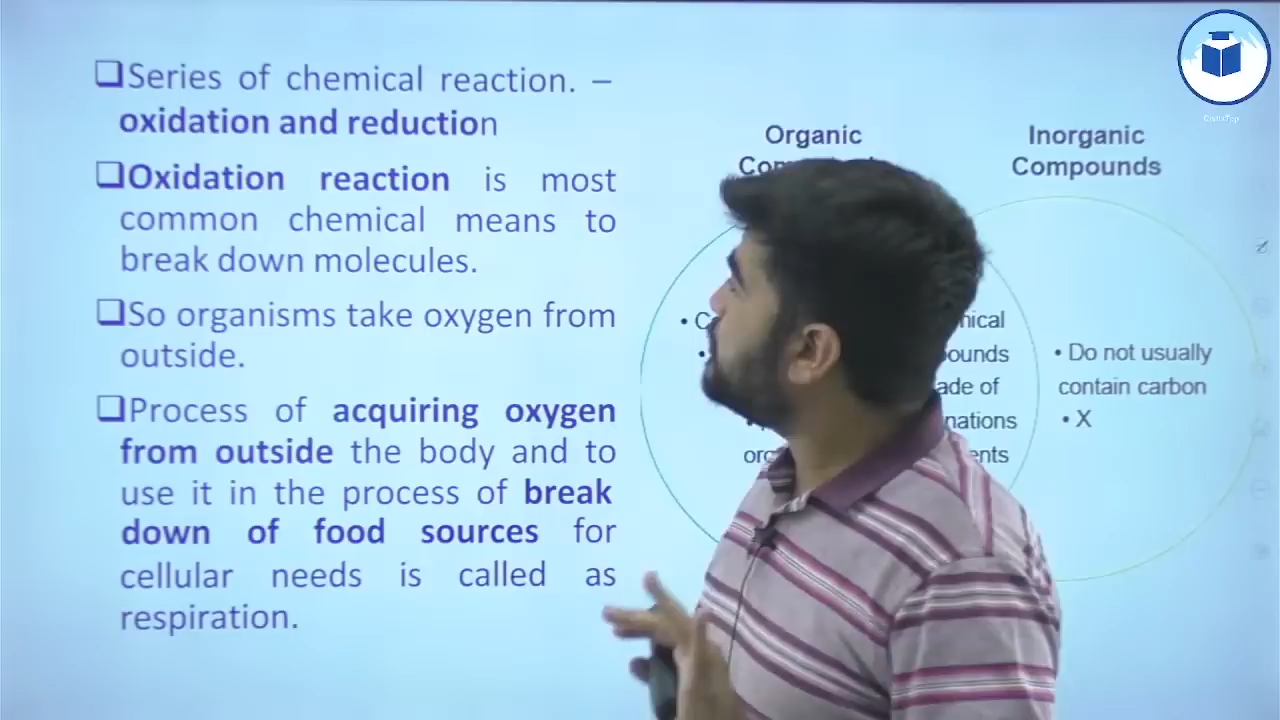 ❑Series of chemical reaction. –
oxidation and reduction
❑Oxidation reaction is most
common chemical means to
break down molecules.
❑So organisms take oxygen from
outside.
❑Process of acquiring oxygen
from outside the body and to
use it in the process of break
down of food sources for
cellular needs is called as
respiration.
Organic
Inorganic
Compounds
• Do not usually
contain carbon
• X